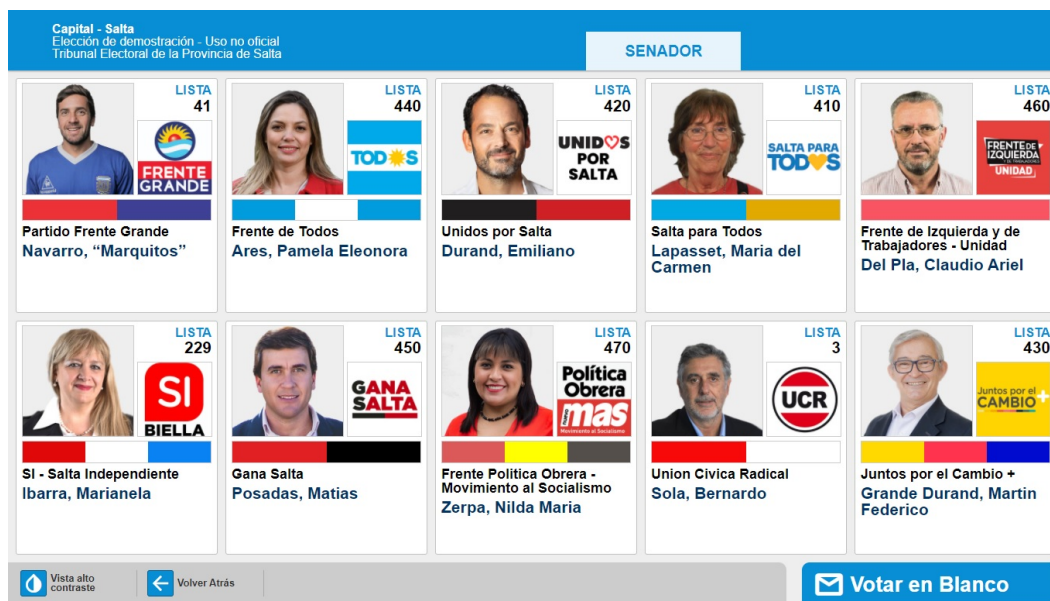 Capital - Salta
Elección de demostración - Uso no oficial
Tribunal Electoral de la Provincia de Salta
SENADOR
LISTA
41
FRENTE
GRANDE
Partido Frente Grande
Navarro, “Marquitos”
LISTA
440
TODOS
Frente de Todos
Ares, Pamela Eleonora
LISTA
420
UNIDOS
POR
SALTA
Unidos por Salta
Durand, Emiliano
LISTA
410
SALTA PARA
TODOS
Salta para Todos
Lapasset, Maria del
Carmen
LISTA
460
FRENTE DE
IZQUIERDA
Y DE TRABAJADORES
UNIDAD
Frente de Izquierda y de
Trabajadores - Unidad
Del Pla, Claudio Ariel
LISTA
229
SI
BIELLA
SI - Salta Independiente
Ibarra, Marianela
LISTA
450
GANA
SALTA
Gana Salta
Posadas, Matias
LISTA
470
Política
Obrera
nuevo
mas
Movimiento al Socialismo
Frente Politica Obrera -
Movimiento al Socialismo
Zerpa, Nilda Maria
LISTA
3
UCR
Union Civica Radical
Sola, Bernardo
LISTA
430
Juntos por el
CAMBIO+
Juntos por el Cambio +
Grande Durand, Martin
Federico
Vista alto
contraste
Volver Atrás
Votar en Blanco